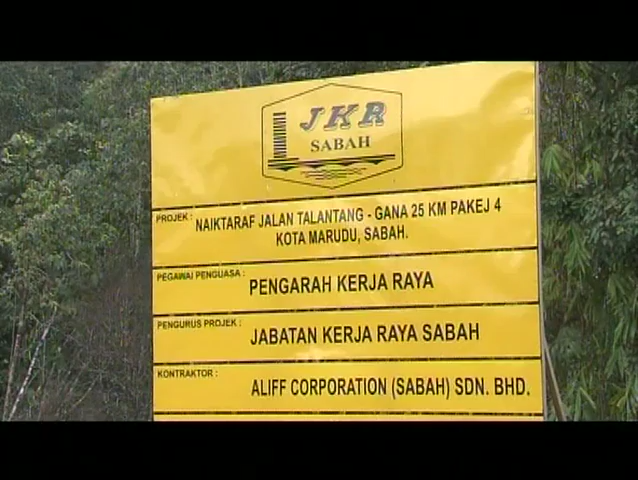 JKR
SABAH
PROJEK : NAIKTARAF JALAN TALANTANG - GANA 25 KM PAKEJ 4
KOTA MARUDU, SABAH.
PEGAWAI PENGUASA : PENGARAH KERJA RAYA
PENGURUS PROJEK : JABATAN KERJA RAYA SABAH
KONTRAKTOR : ALIFF CORPORATION (SABAH) SDN. BHD.